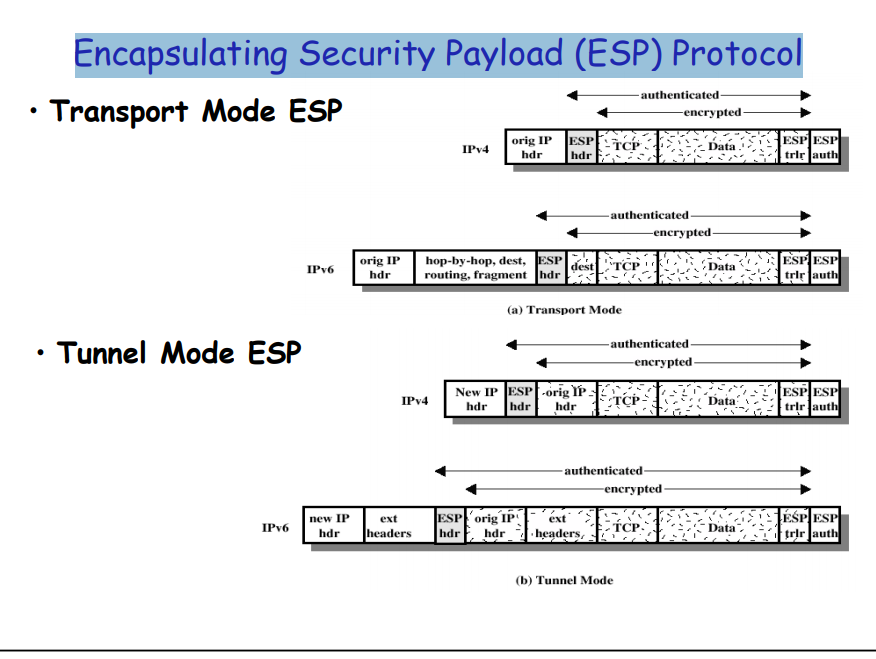 Encapsulating Security Payload (ESP) Protocol
• Transport Mode ESP
authenticated
encrypted
IPv4
orig IP hdr
ESP hdr
TCP
Data
ESP trlr
ESP auth
authenticated
encrypted
IPv6
orig IP hdr
hop-by-hop, dest, routing, fragment
ESP hdr
dest
TCP
Data
ESP trlr
ESP auth
(a) Transport Mode
• Tunnel Mode ESP
authenticated
encrypted
IPv4
New IP hdr
ESP hdr
orig IP hdr
TCP
Data
ESP trlr
ESP auth
authenticated
encrypted
IPv6
new IP hdr
ext headers
ESP hdr
orig IP hdr
ext headers
TCP
Data
ESP trlr
ESP auth
(b) Tunnel Mode